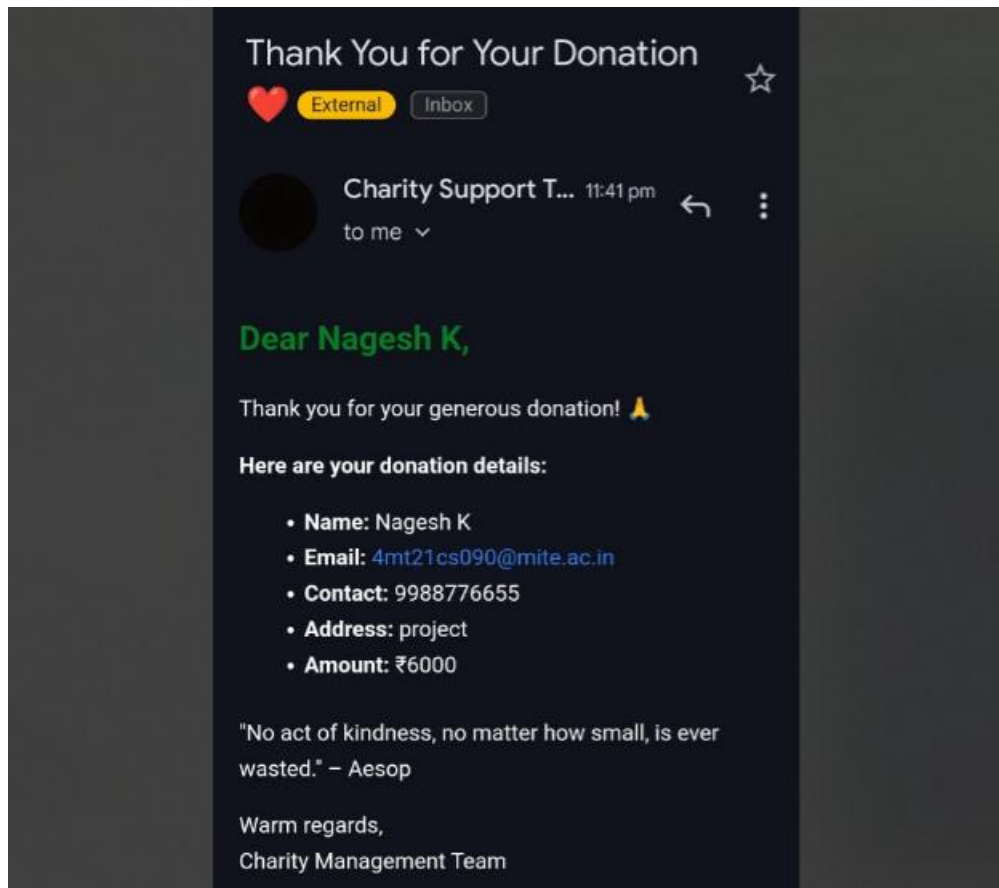 Thank You for Your Donation
❤️ External Inbox
Charity Support T... 11:41 pm
to me
Dear Nagesh K,
Thank you for your generous donation! 🙏
Here are your donation details:
• Name: Nagesh K
• Email: 4mt21cs090@mite.ac.in
• Contact: 9988776655
• Address: project
• Amount: ₹6000
"No act of kindness, no matter how small, is ever
wasted." – Aesop
Warm regards,
Charity Management Team